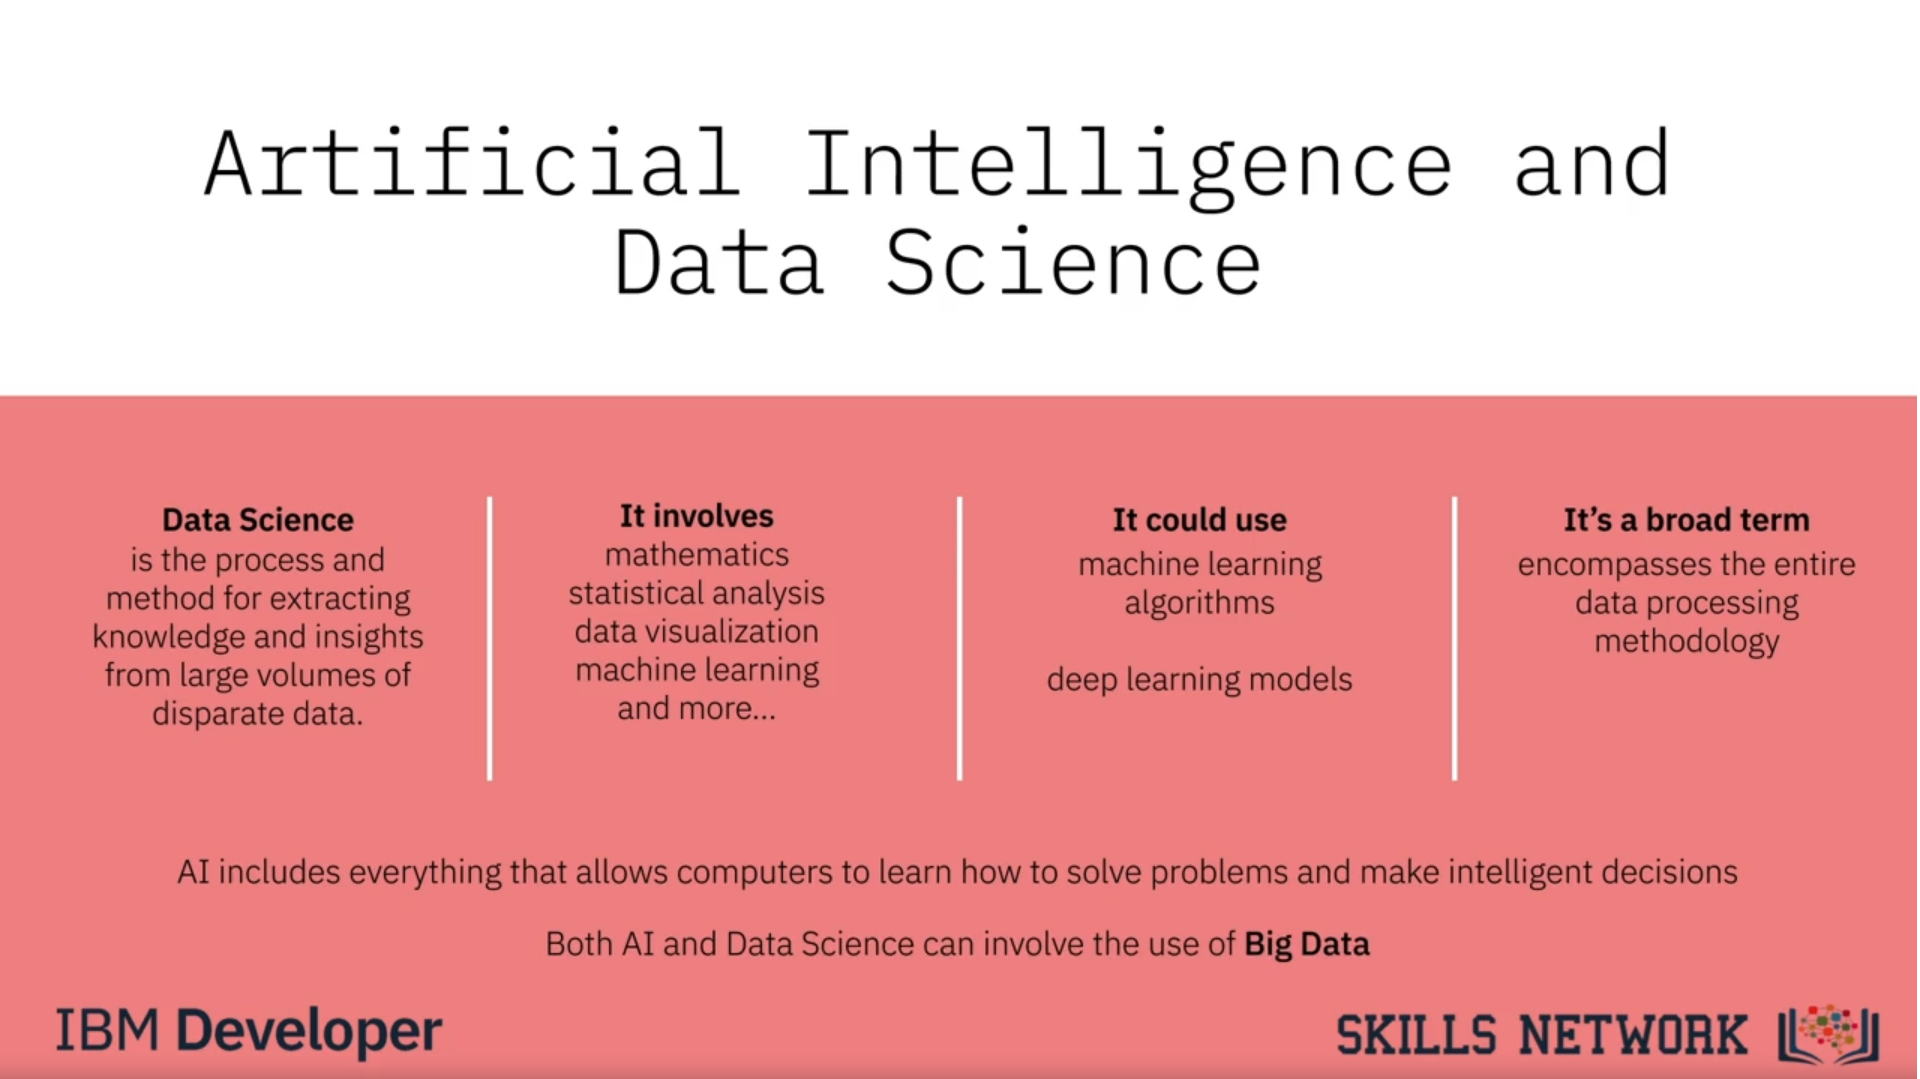 Artificial Intelligence and
Data Science
Data Science
is the process and
method for extracting
knowledge and insights
from large volumes of
disparate data.
It involves
mathematics
statistical analysis
data visualization
machine learning
and more...
It could use
machine learning
algorithms
deep learning models
It's a broad term
encompasses the entire
data processing
methodology
AI includes everything that allows computers to learn how to solve problems and make intelligent decisions
Both AI and Data Science can involve the use of Big Data
IBM Developer
SKILLS NETWORK